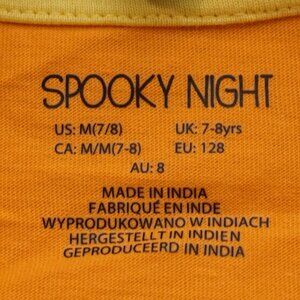 SPOOKY NIGHT
US: M(7/8) UK: 7-8yrs
CA: M/M(7-8) EU: 128
AU: 8
MADE IN INDIA
FABRIQUÉ EN INDE
WYPRODUKOWANO W INDIACH
HERGESTELLT IN INDIEN
GEPRODUCEERD IN INDIA